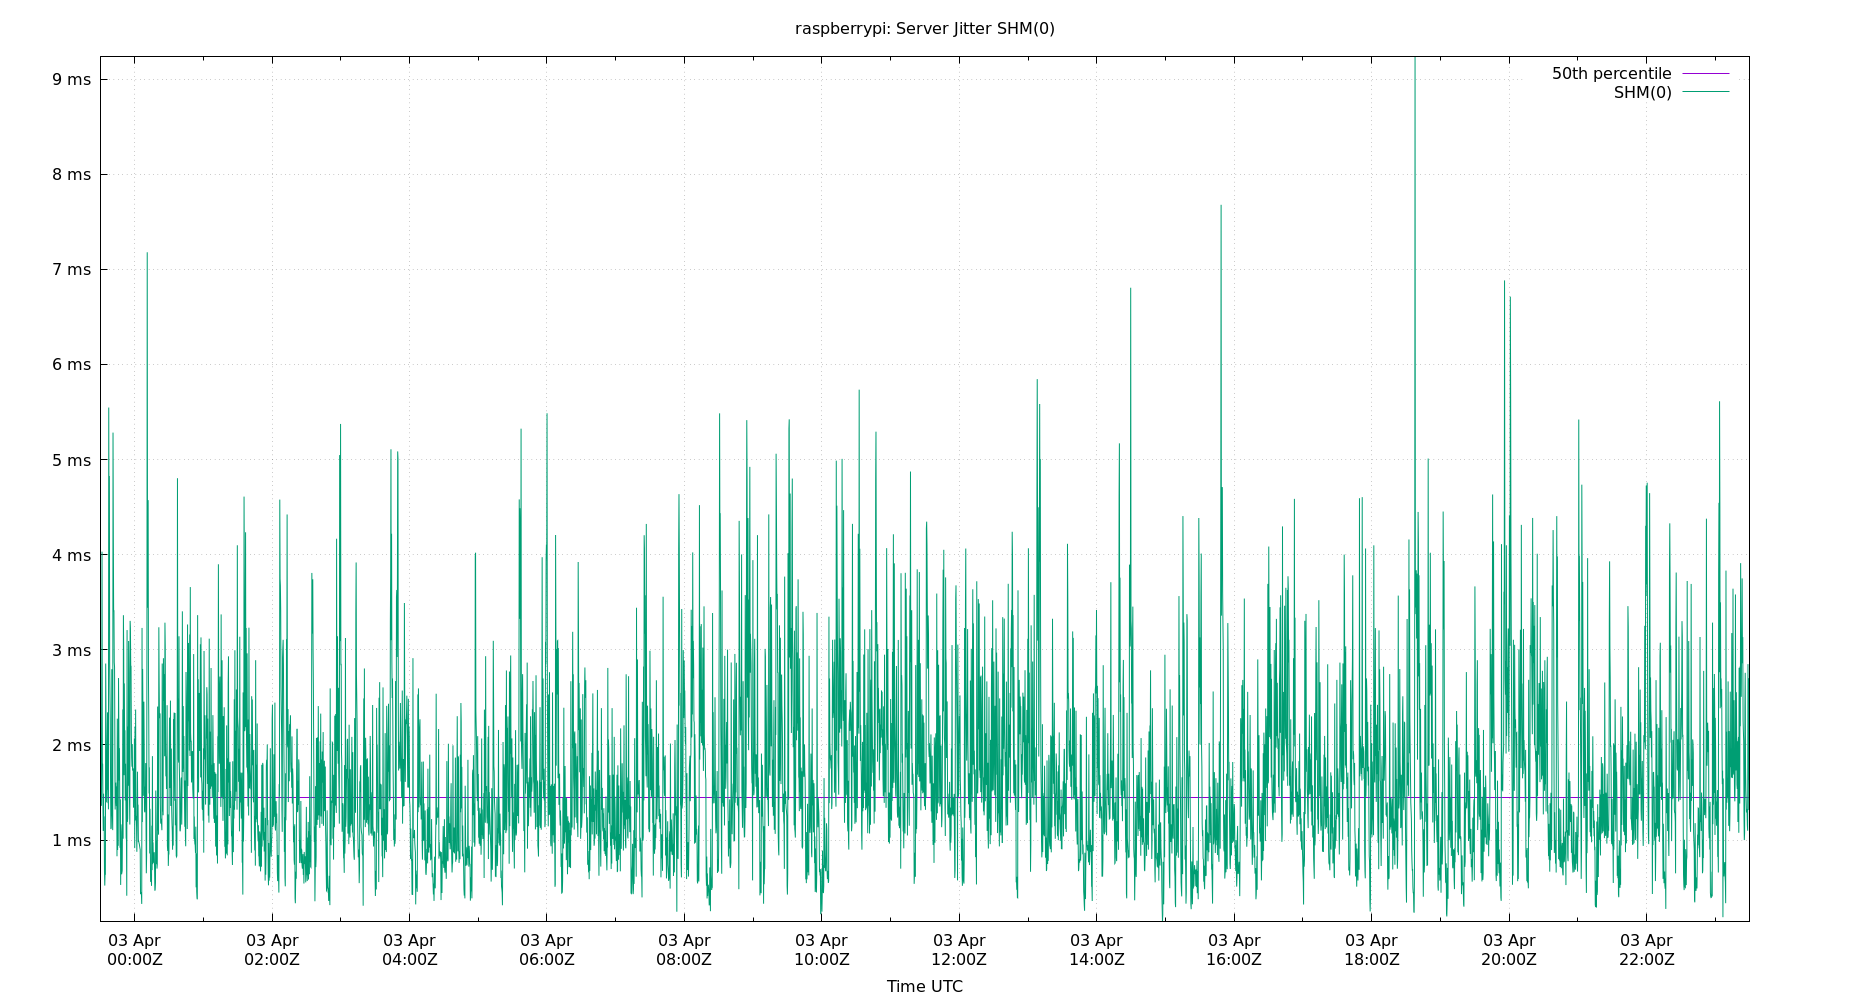 raspberrypi: Server Jitter SHM(0)
50th percentile
SHM(0)
9 ms
8 ms
7 ms
6 ms
5 ms
4 ms
3 ms
2 ms
1 ms
03 Apr 03 Apr 03 Apr 03 Apr 03 Apr 03 Apr 03 Apr 03 Apr 03 Apr 03 Apr 03 Apr 03 Apr
00:00Z 02:00Z 04:00Z 06:00Z 08:00Z 10:00Z 12:00Z 14:00Z 16:00Z 18:00Z 20:00Z 22:00Z
Time UTC